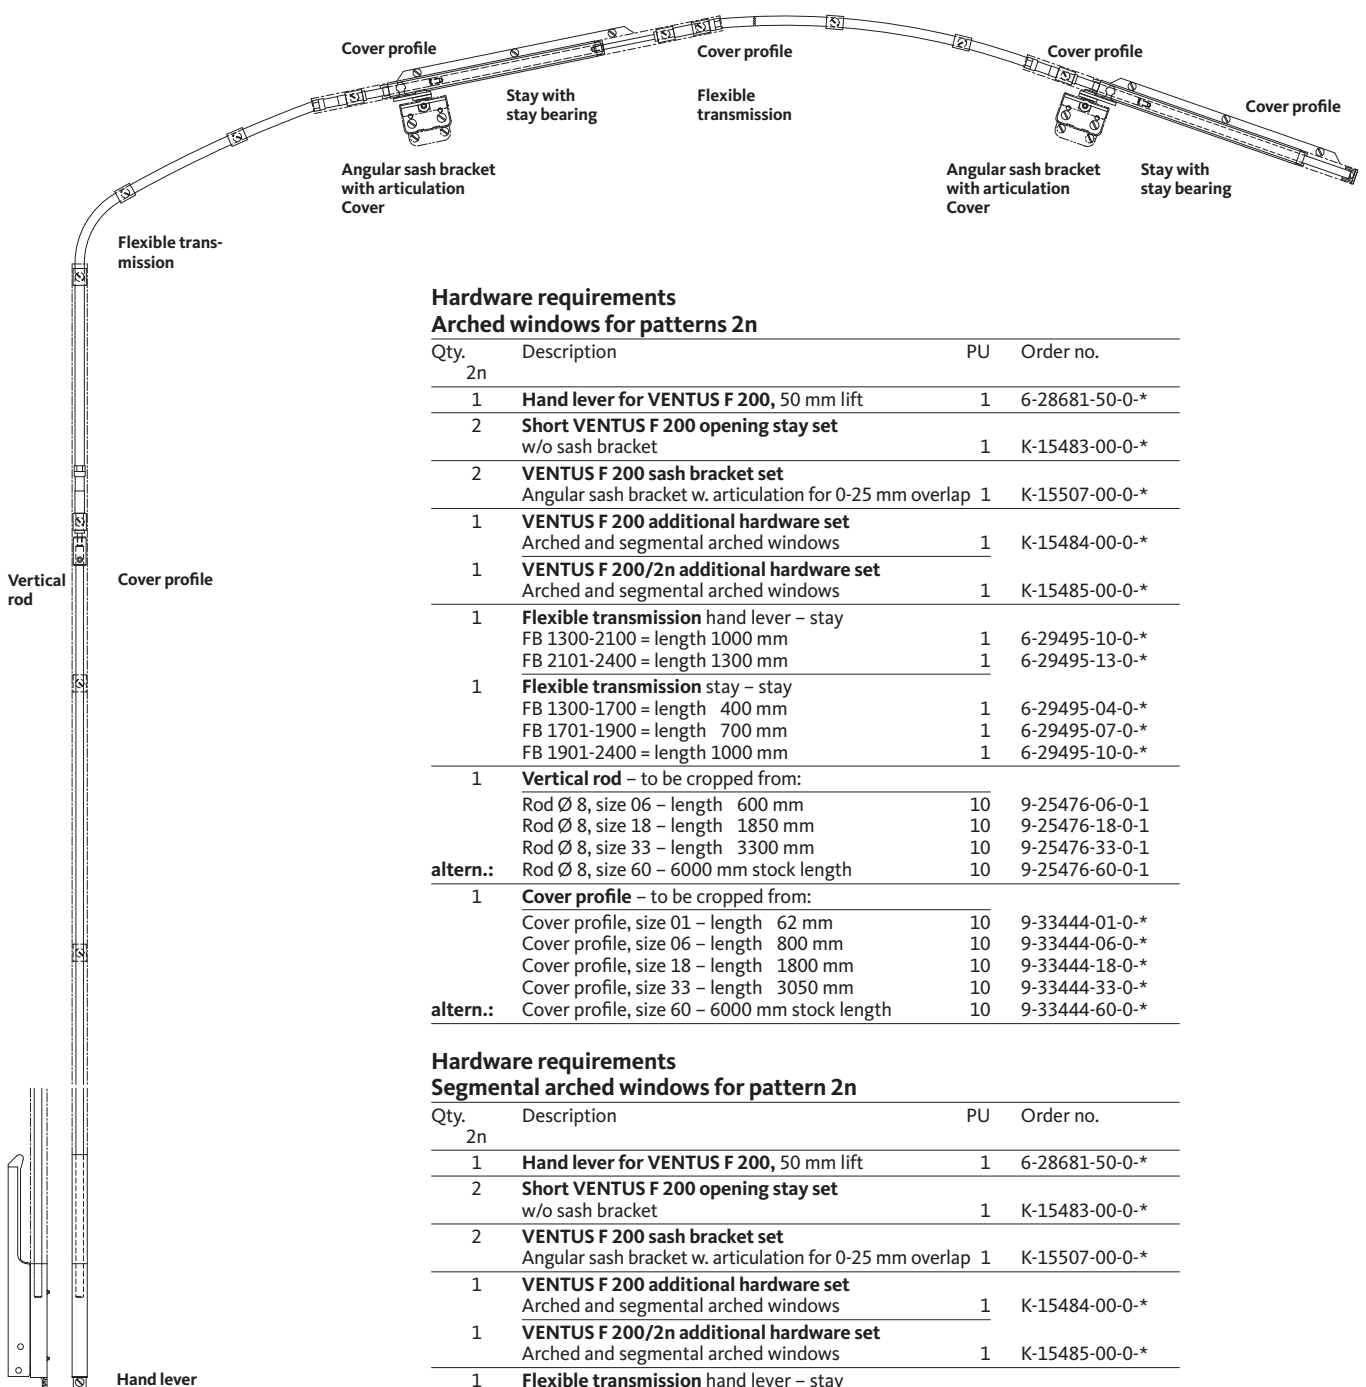 Cover profile
Cover profile
Cover profile
Cover profile
Stay with
stay bearing
Flexible
transmission
Angular sash bracket
with articulation
Cover
Angular sash bracket
with articulation
Cover
Stay with
stay bearing
Flexible trans-
mission
Vertical
rod
Cover profile
Hand lever
Hardware requirements
Arched windows for patterns 2n
Qty. Description PU Order no.
2n
1 Hand lever for VENTUS F 200, 50 mm lift 1 6-28681-50-0-*
2 Short VENTUS F 200 opening stay set
w/o sash bracket 1 K-15483-00-0-*
2 VENTUS F 200 sash bracket set
Angular sash bracket w. articulation for 0-25 mm overlap 1 K-15507-00-0-*
1 VENTUS F 200 additional hardware set
Arched and segmental arched windows 1 K-15484-00-0-*
1 VENTUS F 200/2n additional hardware set
Arched and segmental arched windows 1 K-15485-00-0-*
1 Flexible transmission hand lever – stay
FB 1300-2100 = length 1000 mm 1 6-29495-10-0-*
FB 2101-2400 = length 1300 mm 1 6-29495-13-0-*
1 Flexible transmission stay – stay
FB 1300-1700 = length 400 mm 1 6-29495-04-0-*
FB 1701-1900 = length 700 mm 1 6-29495-07-0-*
FB 1901-2400 = length 1000 mm 1 6-29495-10-0-*
1 Vertical rod – to be cropped from:
Rod Ø 8, size 06 – length 600 mm 10 9-25476-06-0-1
Rod Ø 8, size 18 – length 1850 mm 10 9-25476-18-0-1
Rod Ø 8, size 33 – length 3300 mm 10 9-25476-33-0-1
altern.: Rod Ø 8, size 60 – 6000 mm stock length 10 9-25476-60-0-1
1 Cover profile – to be cropped from:
Cover profile, size 01 – length 62 mm 10 9-33444-01-0-*
Cover profile, size 06 – length 800 mm 10 9-33444-06-0-*
Cover profile, size 18 – length 1800 mm 10 9-33444-18-0-*
Cover profile, size 33 – length 3050 mm 10 9-33444-33-0-*
altern.: Cover profile, size 60 – 6000 mm stock length 10 9-33444-60-0-*
Hardware requirements
Segmental arched windows for pattern 2n
Qty. Description PU Order no.
2n
1 Hand lever for VENTUS F 200, 50 mm lift 1 6-28681-50-0-*
2 Short VENTUS F 200 opening stay set
w/o sash bracket 1 K-15483-00-0-*
2 VENTUS F 200 sash bracket set
Angular sash bracket w. articulation for 0-25 mm overlap 1 K-15507-00-0-*
1 VENTUS F 200 additional hardware set
Arched and segmental arched windows 1 K-15484-00-0-*
1 VENTUS F 200/2n additional hardware set
Arched and segmental arched windows 1 K-15485-00-0-*
1 Flexible transmission hand lever – stay